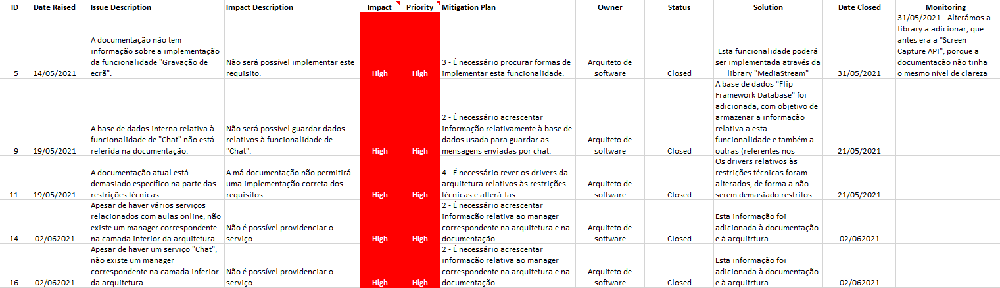 ID Date Raised Issue Description Impact Description Impact Priority Mitigation Plan Owner Status Solution Date Closed Monitoring
5
14/05/2021
A documentação não tem
informação sobre a implementação
da funcionalidade "Gravação de
ecrã".
Não será possível implementar este
requisito.
High
High
3 - É necessário procurar formas de
implementar esta funcionalidade.
Arquiteto de
software
Closed
Esta funcionalidade poderá
ser implementada através da
library "MediaStream"
31/05/2021
31/05/2021 - Alterámos a
library a adicionar, que
antes era a "Screen
Capture API", porque a
documentação não tinha
o mesmo nível de clareza
9
19/05/2021
A base de dados interna relativa à
funcionalidade de "Chat" não está
referida na documentação.
Não será possível guardar dados
relativos à funcionalidade de
"Chat".
High
High
2 - É necessário acrescentar
informação relativamente à base de
dados usada para guardar as
mensagens enviadas por chat.
Arquiteto de
software
Closed
A base de dados "Flip
Framework Database" foi
adicionada, com objetivo de
armazenar a informação
relativa a esta
funcionalidade e também a
outras (referentes nos
21/05/2021
11
19/05/2021
A documentação atual está
demasiado específico na parte das
restrições técnicas.
A má documentação não permitirá
uma implementação correta dos
requisitos.
High
High
4 - É necessário rever os drivers da
arquitetura relativos às restrições
técnicas e alterá-las.
Arquiteto de
software
Closed
Os drivers relativos às
restrições técnicas foram
alterados, de forma a não
serem demasiado restritos
21/05/2021
14
02/062021
Apesar de haver vários serviços
relacionados com aulas online, não
existe um manager correspondente
na camada inferior da arquitetura
Não é possível providenciar o
serviço
High
High
2 - É necessário acrescentar
informação relativa ao manager
correspondente na arquitetura e na
documentação
Arquiteto de
software
Closed
Esta informação foi
adicionada à documentação
e à arquitrtura
02/062021
16
02/062021
Apesar de haver um serviço "Chat",
não existe um manager
correspondente na camada inferior
da arquitetura
Não é possível providenciar o
serviço
High
High
2 - É necessário acrescentar
informação relativa ao manager
correspondente na arquitetura e na
documentação
Arquiteto de
software
Closed
Esta informação foi
adicionada à documentação
e à arquitrtura
02/062021